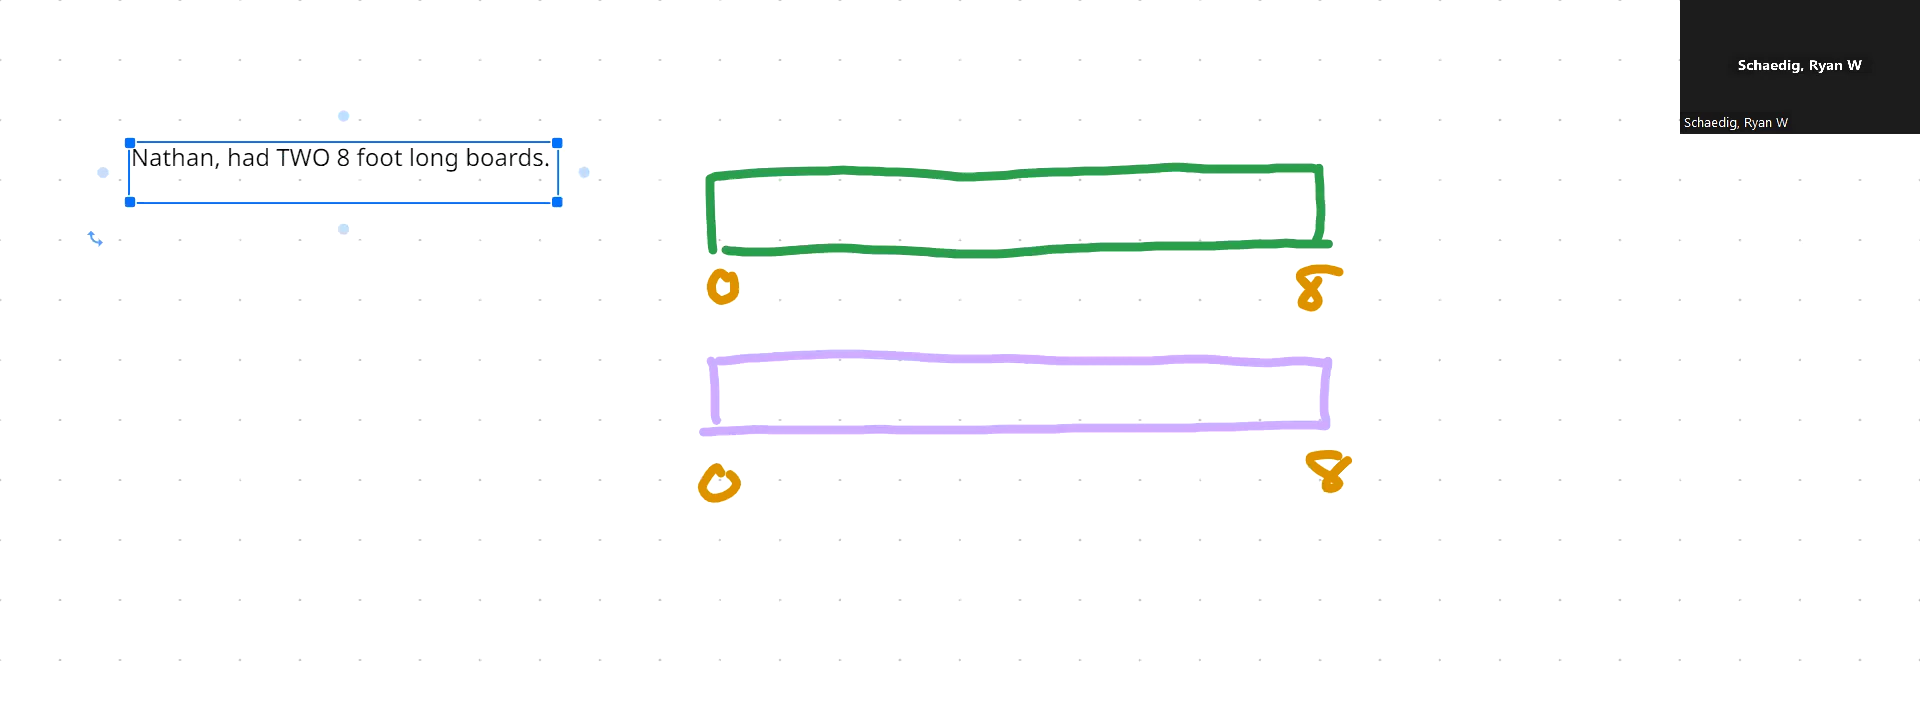 Schaedig, Ryan W
Schaedig, Ryan W
Nathan, had TWO 8 foot long boards.
0 8
0 8